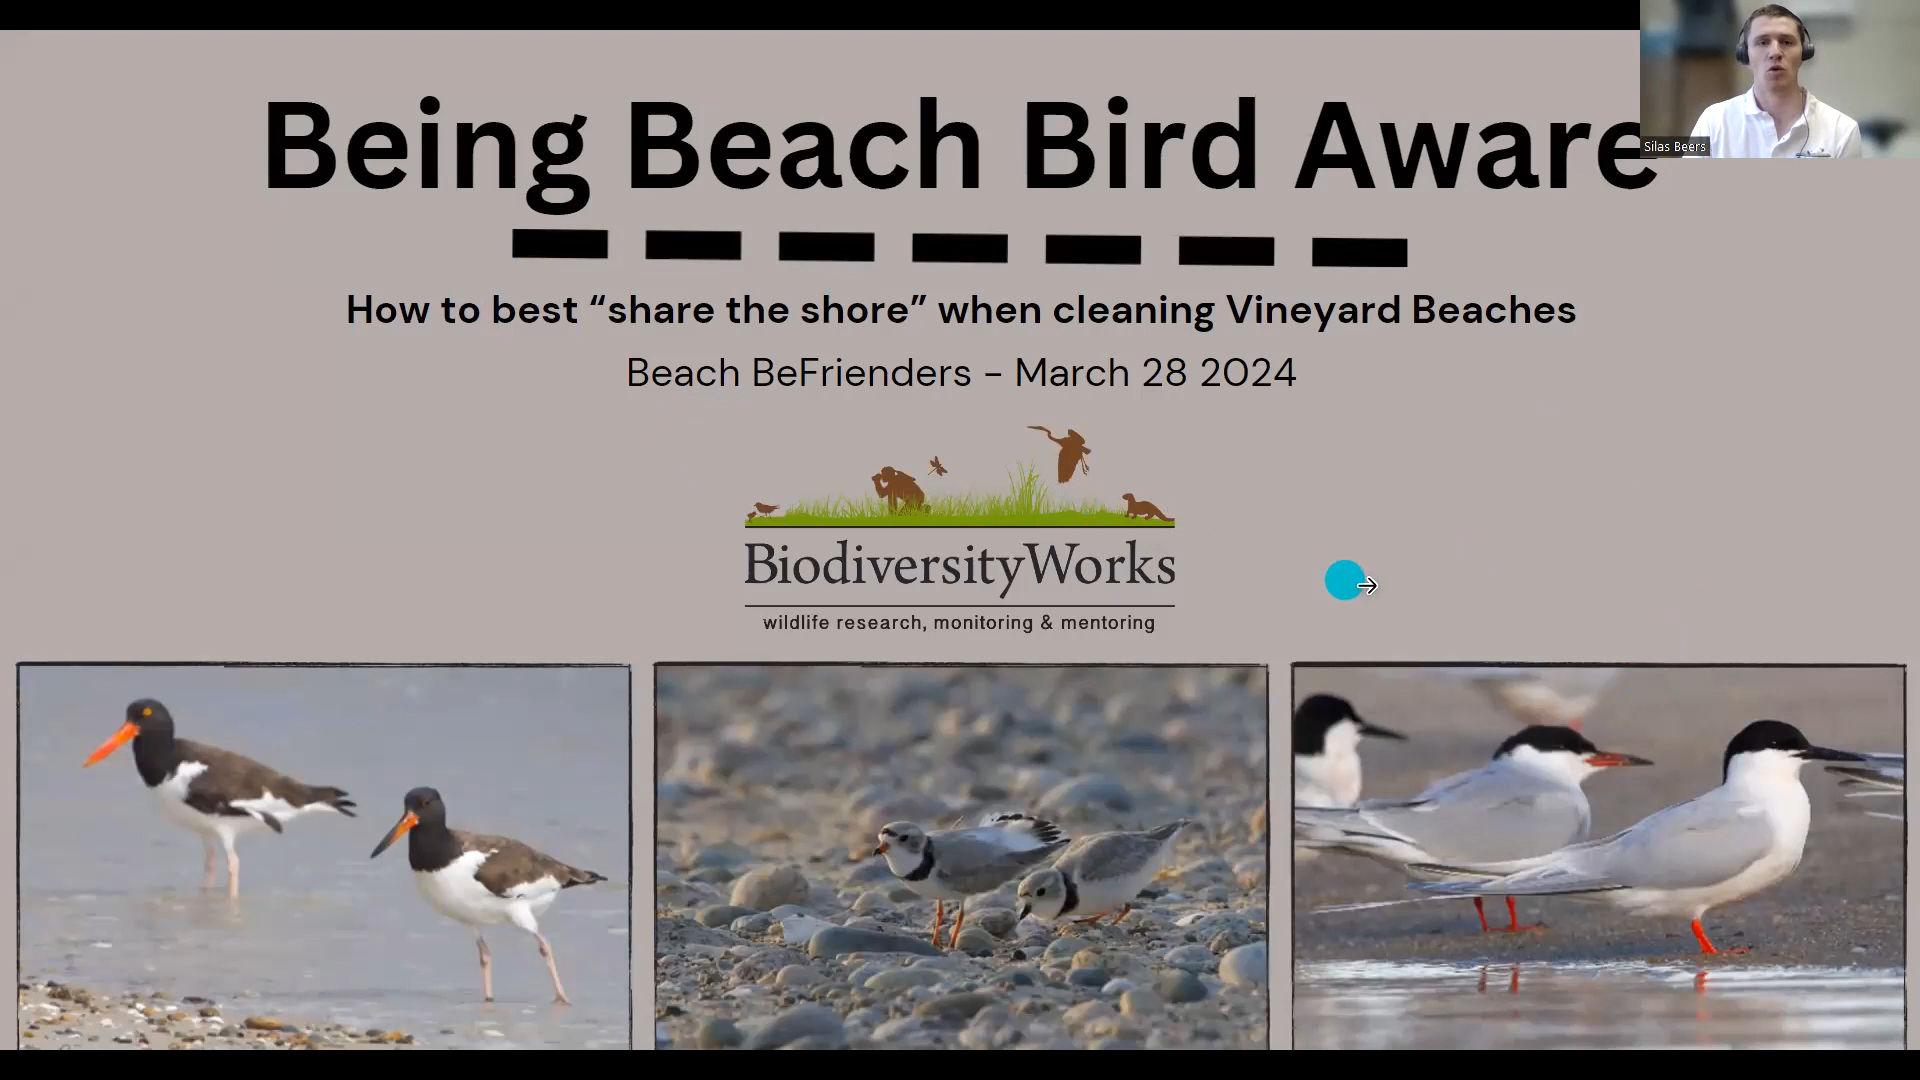 Being Beach Bird Aware
Silas Beers
How to best “share the shore” when cleaning Vineyard Beaches
Beach BeFrienders - March 28 2024
BiodiversityWorks
wildlife research, monitoring & mentoring